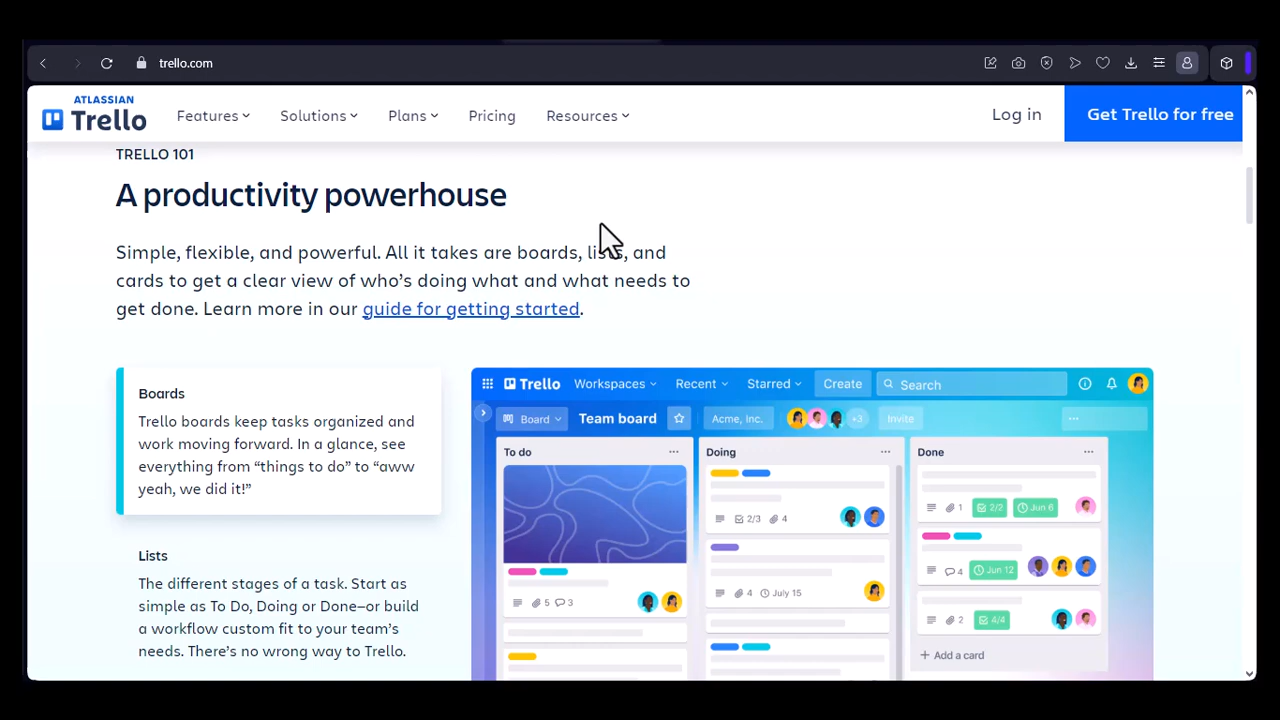 trello.com
ATLASSIAN
Trello
Features
Solutions
Plans
Pricing
Resources
Log in
Get Trello for free
TRELLO 101
A productivity powerhouse
Simple, flexible, and powerful. All it takes are boards, lists, and
cards to get a clear view of who’s doing what and what needs to
get done. Learn more in our guide for getting started.
Boards
Trello boards keep tasks organized and
work moving forward. In a glance, see
everything from “things to do” to “aww
yeah, we did it!”
Lists
The different stages of a task. Start as
simple as To Do, Doing or Done—or build
a workflow custom fit to your team’s
needs. There’s no wrong way to Trello.
Trello
Workspaces
Recent
Starred
Create
Search
Board
Team board
Acme, Inc.
+3
Invite
To do
5 3
Doing
2/3 4
4 July 15
Done
1 2/2 Jun 6
4 Jun 12
2 4/4
+ Add a card